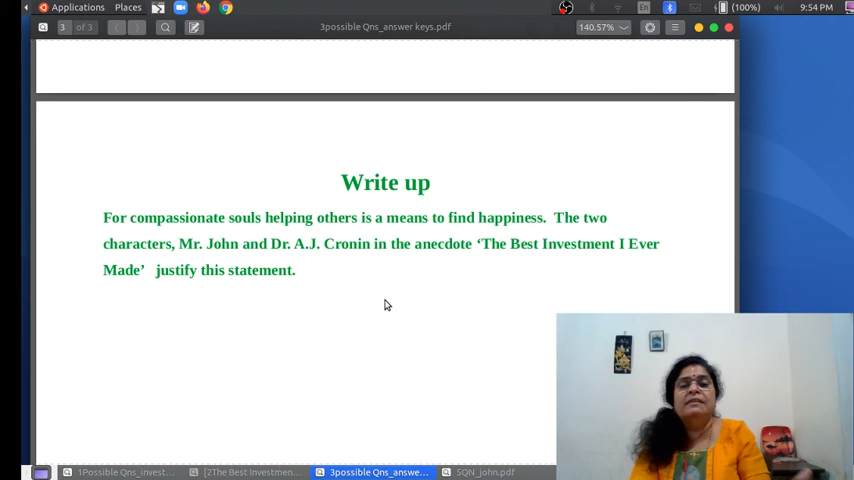 Applications Places En (100%) 9:54 PM
3 of 3 3possible Qns_answer keys.pdf 140.57%
Write up
For compassionate souls helping others is a means to find happiness. The two
characters, Mr. John and Dr. A.J. Cronin in the anecdote ‘The Best Investment I Ever
Made’ justify this statement.
1Possible Qns_invest... [2The Best Investmen... 3possible Qns_answe... 5QN_john.pdf